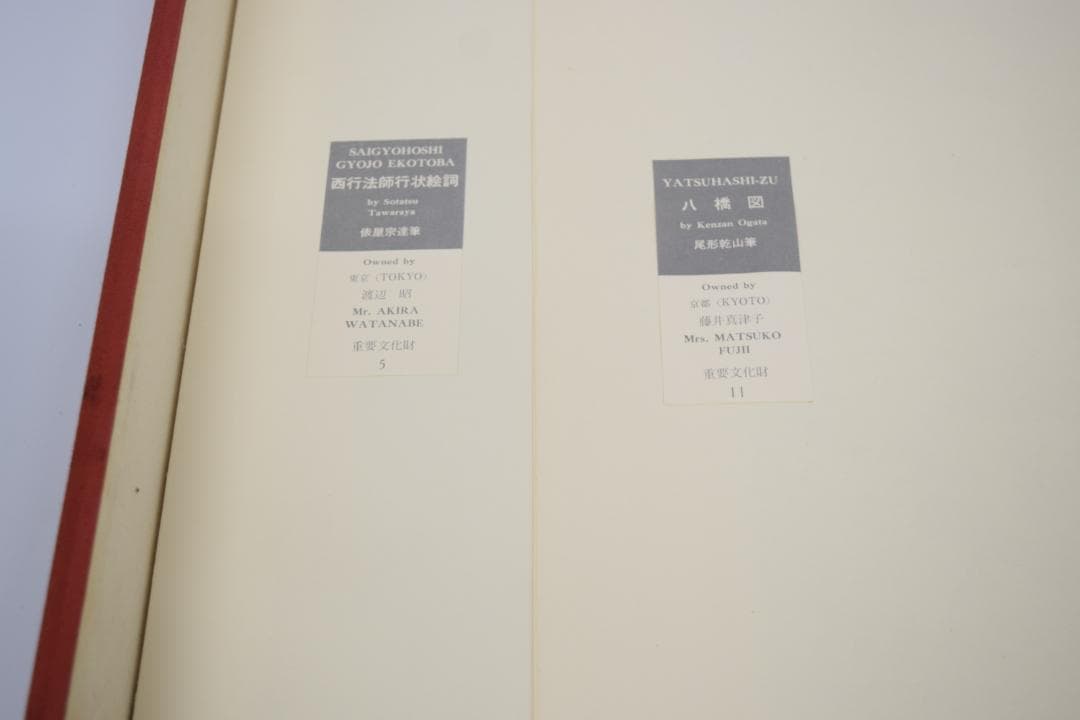 SAIGYOHOSHI
GYOJO EKOTOBA
西行法師行状絵詞
by Sotatsu
Tawaraya
俵屋宗達筆
Owned by
東京（TOKYO）
渡辺　昭
Mr. AKIRA
WATANABE
重要文化財
5
YATSUHASHI-ZU
八橋図
by Kenzan Ogata
尾形乾山筆
Owned by
京都（KYOTO）
藤井真津子
Mrs. MATSUKO
FUJII
重要文化財